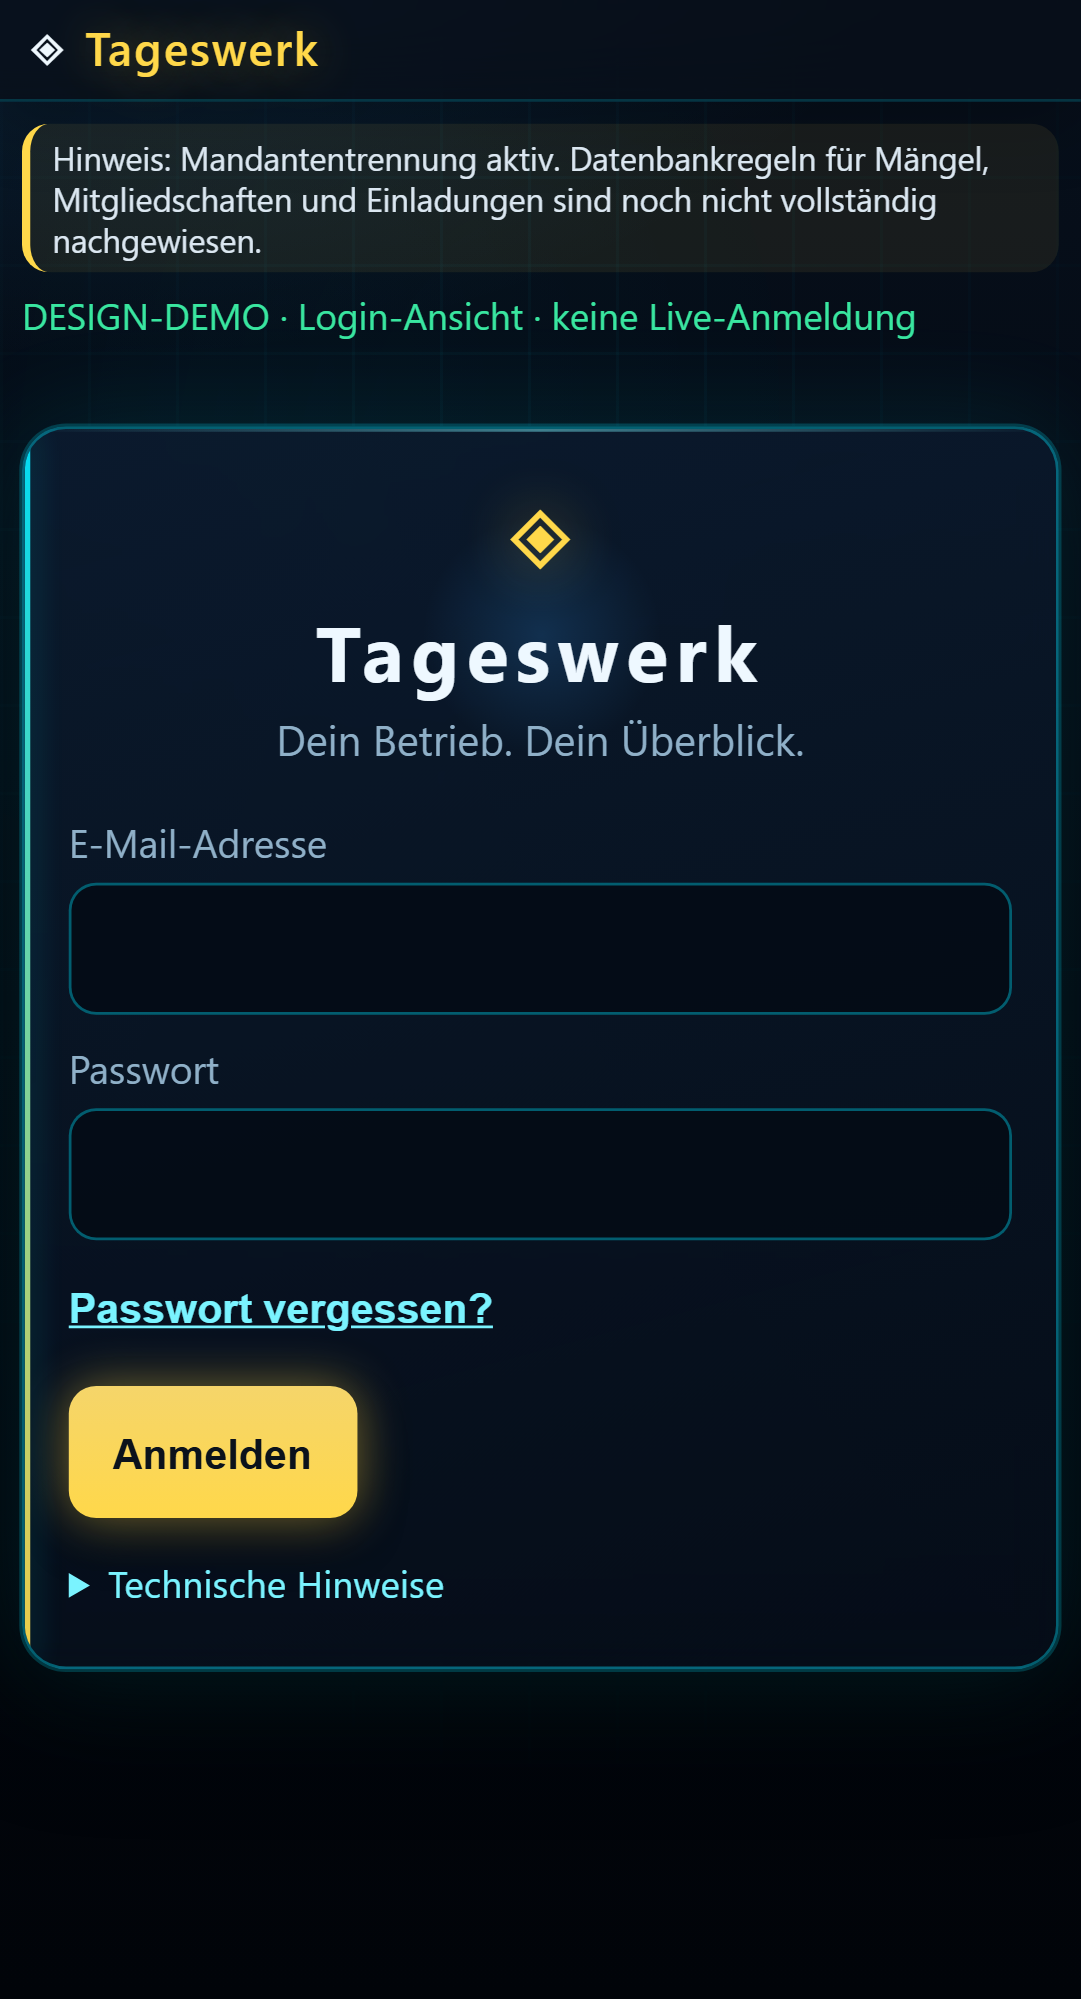 Tageswerk
Hinweis: Mandantentrennung aktiv. Datenbankregeln für Mängel,
Mitgliedschaften und Einladungen sind noch nicht vollständig
nachgewiesen.
DESIGN-DEMO · Login-Ansicht · keine Live-Anmeldung
Tageswerk
Dein Betrieb. Dein Überblick.
E-Mail-Adresse
Passwort
Passwort vergessen?
Anmelden
Technische Hinweise